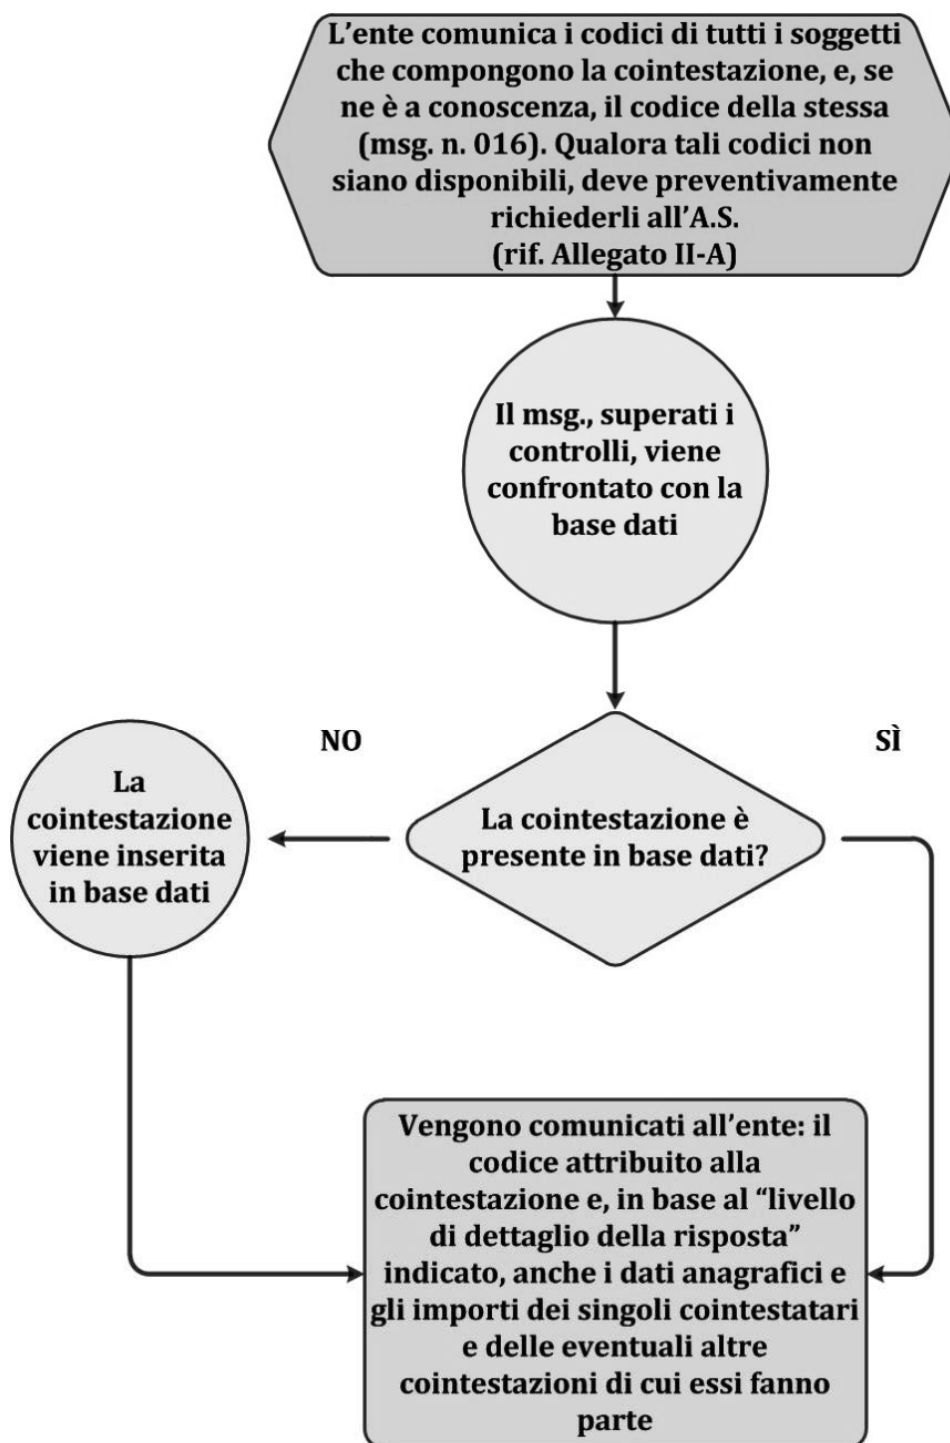 L’ente comunica i codici di tutti i soggetti
che compongono la cointestazione, e, se
ne è a conoscenza, il codice della stessa
(msg. n. 016). Qualora tali codici non
siano disponibili, deve preventivamente
richiederli all’A.S.
(rif. Allegato II-A)
Il msg., superati i
controlli, viene
confrontato con la
base dati
NO
SÌ
La cointestazione è
presente in base dati?
La
cointestazione
viene inserita
in base dati
Vengono comunicati all’ente: il
codice attribuito alla
cointestazione e, in base al “livello
di dettaglio della risposta”
indicato, anche i dati anagrafici e
gli importi dei singoli cointestatari
e delle eventuali altre
cointestazioni di cui essi fanno
parte